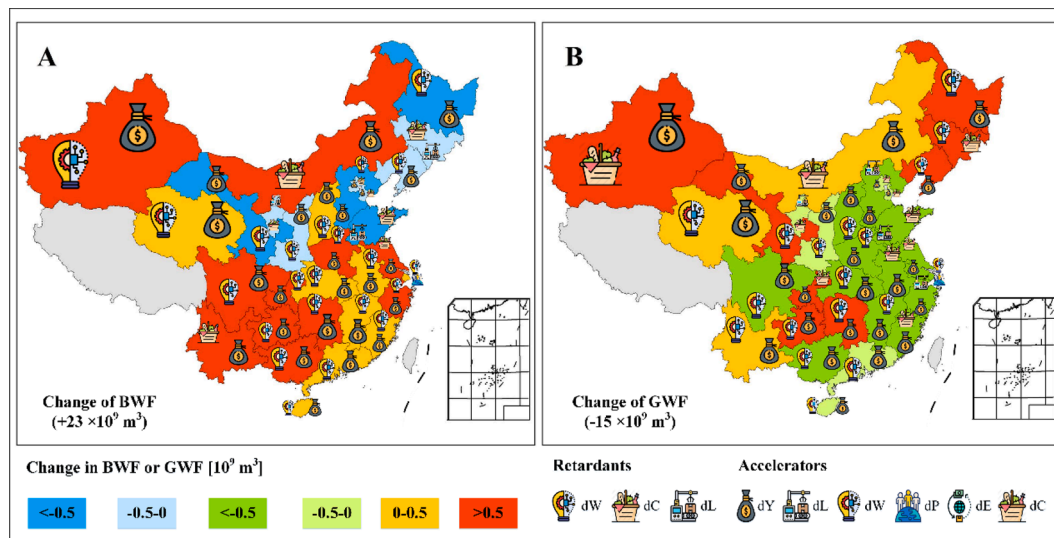 A
B
Change of BWF
(+23 ×10⁹ m³)
Change of GWF
(-15 ×10⁹ m³)
Change in BWF or GWF [10⁹ m³]
<-0.5 -0.5-0 <-0.5 -0.5-0 0-0.5 >0.5
Retardants Accelerators
dW dC dL dY dL dW dP dE dC